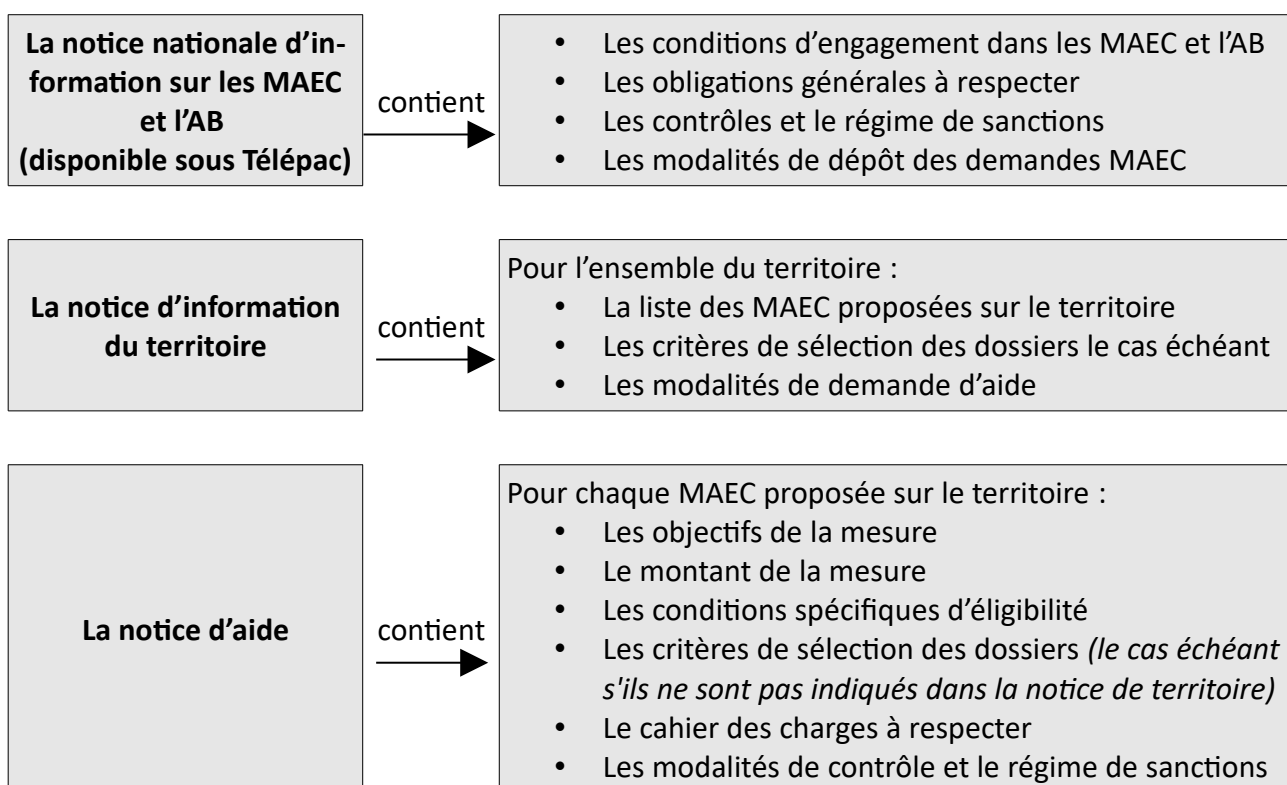 La notice nationale d’in-
formation sur les MAEC
et l’AB
(disponible sous Télépac)
contient
• Les conditions d’engagement dans les MAEC et l’AB
• Les obligations générales à respecter
• Les contrôles et le régime de sanctions
• Les modalités de dépôt des demandes MAEC
La notice d’information
du territoire
contient
Pour l’ensemble du territoire :
• La liste des MAEC proposées sur le territoire
• Les critères de sélection des dossiers le cas échéant
• Les modalités de demande d’aide
La notice d’aide
contient
Pour chaque MAEC proposée sur le territoire :
• Les objectifs de la mesure
• Le montant de la mesure
• Les conditions spécifiques d’éligibilité
• Les critères de sélection des dossiers (le cas échéant
s'ils ne sont pas indiqués dans la notice de territoire)
• Le cahier des charges à respecter
• Les modalités de contrôle et le régime de sanctions